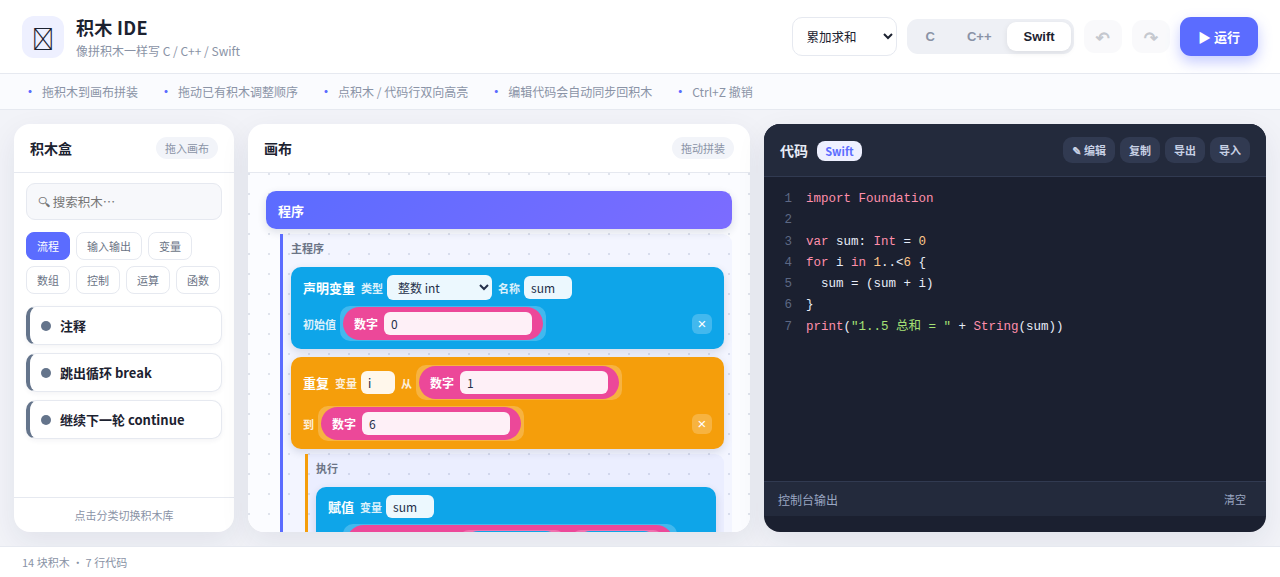 积木 IDE
像拼积木一样写 C / C++ / Swift
累加求和
C C++ Swift
↶ ↷
▶ 运行
• 拖积木到画布拼装 • 拖动已有积木调整顺序 • 点积木 / 代码行双向高亮 • 编辑代码会自动同步回积木 • Ctrl+Z 撤销
积木盒 拖入画布
🔍 搜索积木…
流程 输入输出 变量
数组 控制 运算 函数
注释
跳出循环 break
继续下一轮 continue
点击分类切换积木库
画布 拖动拼装
程序
主程序
声明变量 类型 整数 int 名称 sum
初始值 数字 0 ✕
重复 变量 i 从 数字 1
到 数字 6 ✕
执行
赋值 变量 sum
代码 Swift ✎ 编辑 复制 导出 导入
1 import Foundation
2
3 var sum: Int = 0
4 for i in 1..<6 {
5 sum = (sum + i)
6 }
7 print("1..5 总和 = " + String(sum))
控制台输出 清空
14 块积木 · 7 行代码